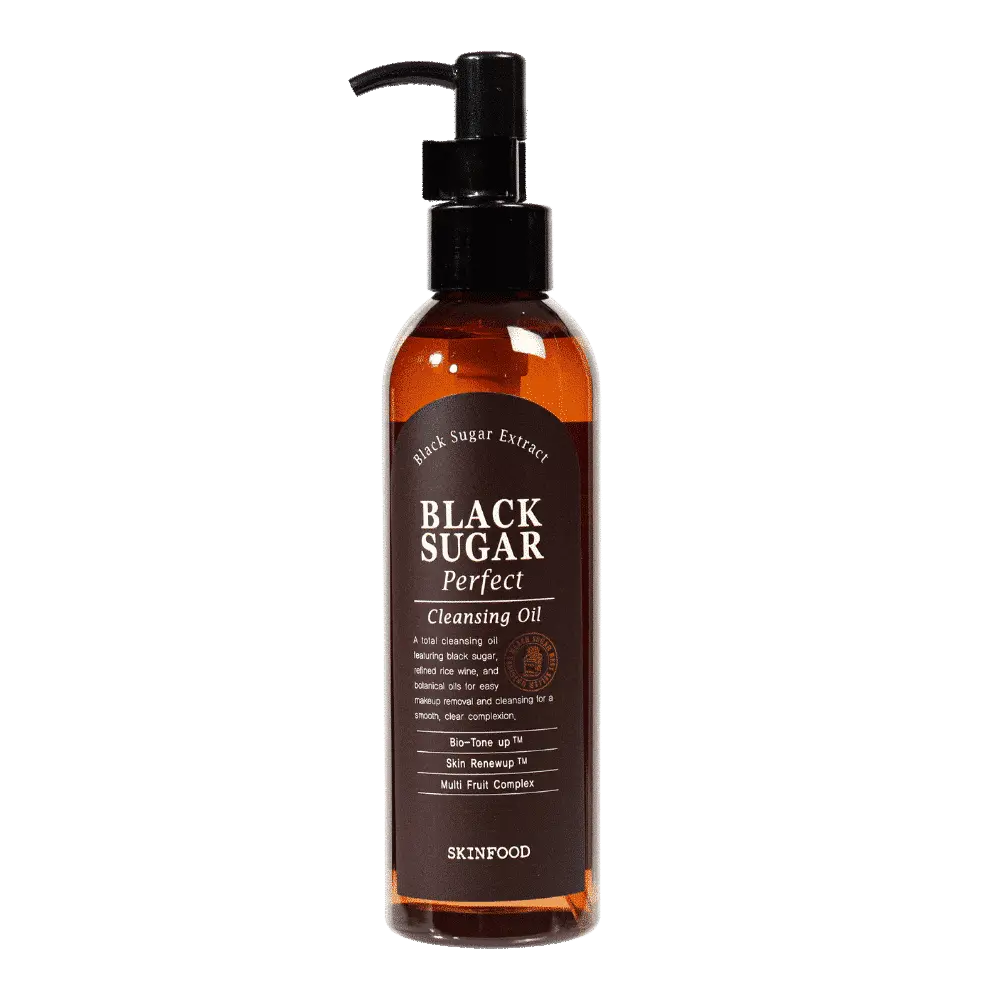 Black Sugar Extract
BLACK
SUGAR
Perfect
Cleansing Oil
A total cleansing oil
featuring black sugar,
refined rice wine, and
botanical oils for easy
makeup removal and cleansing for a
smooth, clear complexion.
Bio-Tone up™
Skin Renewup™
Multi Fruit Complex
SKINFOOD